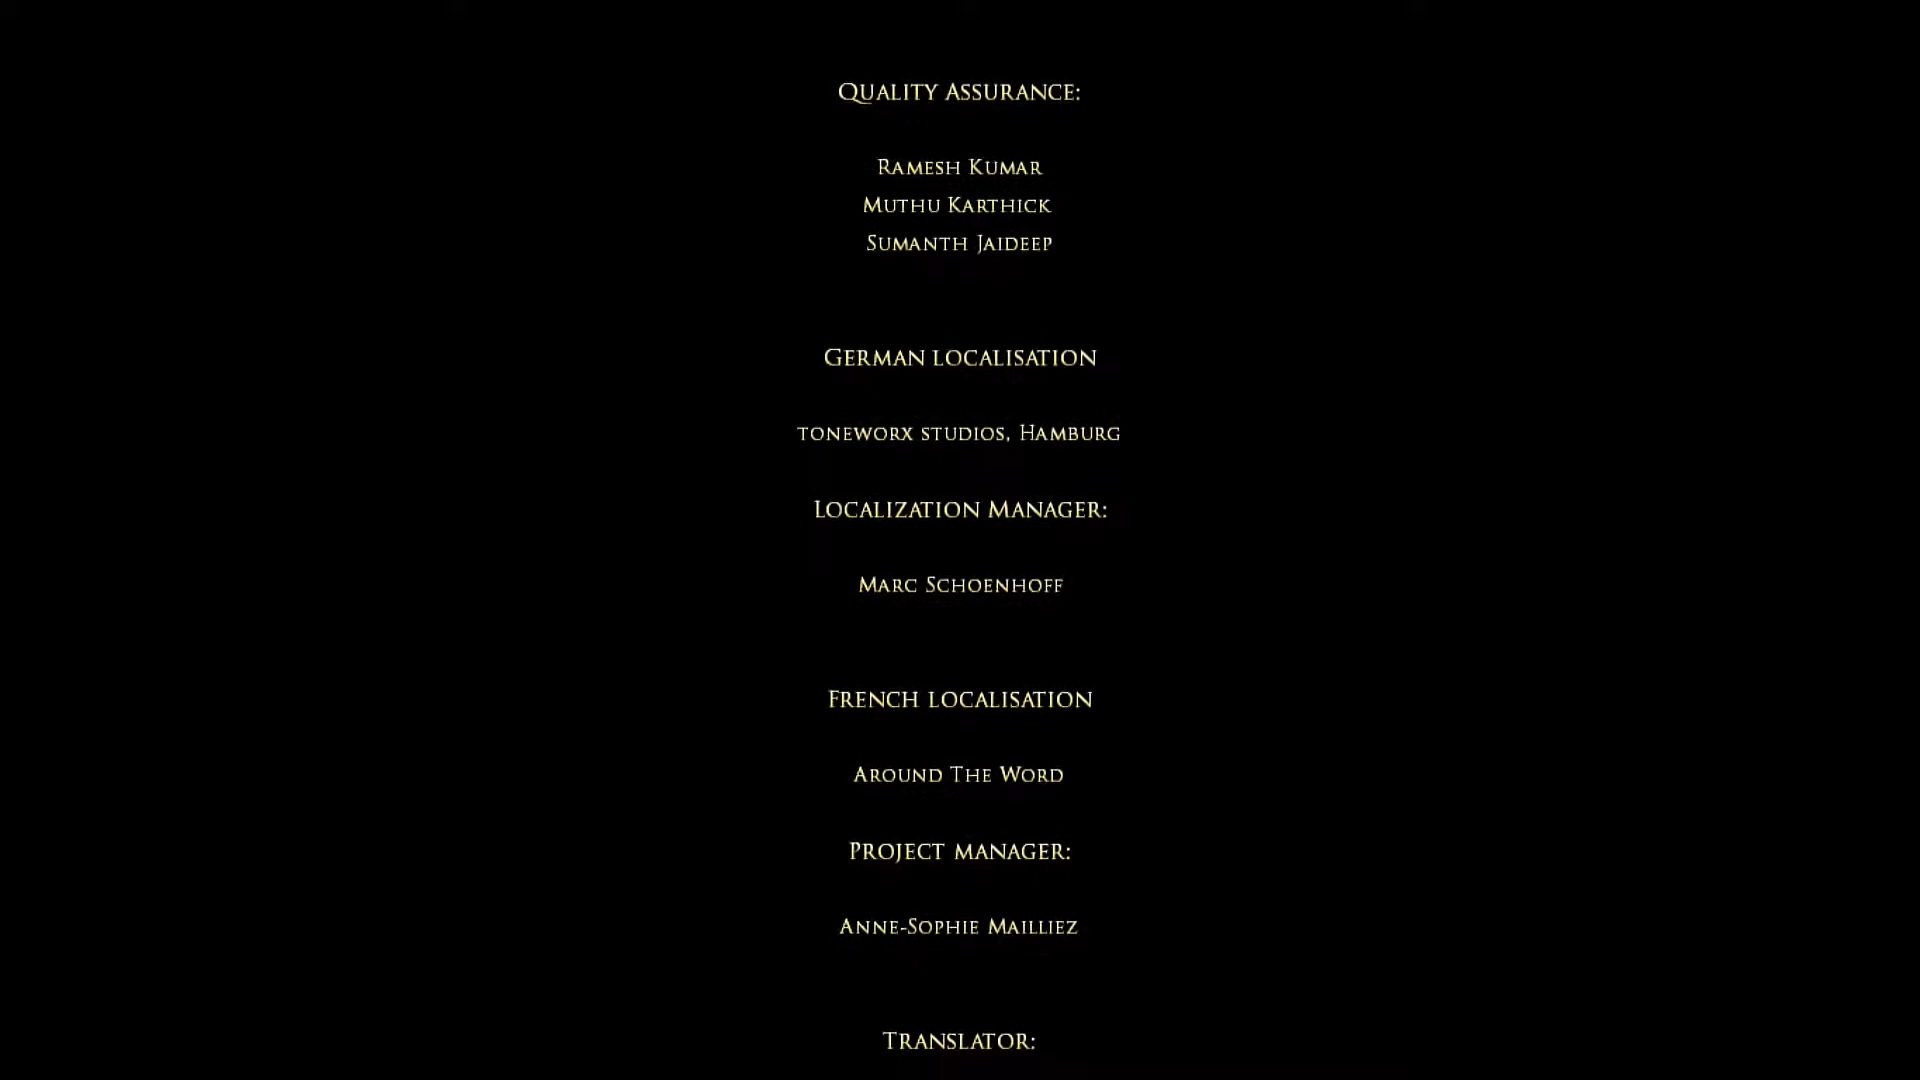 Quality Assurance:
Ramesh Kumar
Muthu Karthick
Sumanth Jaideep
German localisation
toneworx studios, Hamburg
Localization Manager:
Marc Schoenhoff
French localisation
Around The Word
Project manager:
Anne-Sophie Mailliez
Translator: